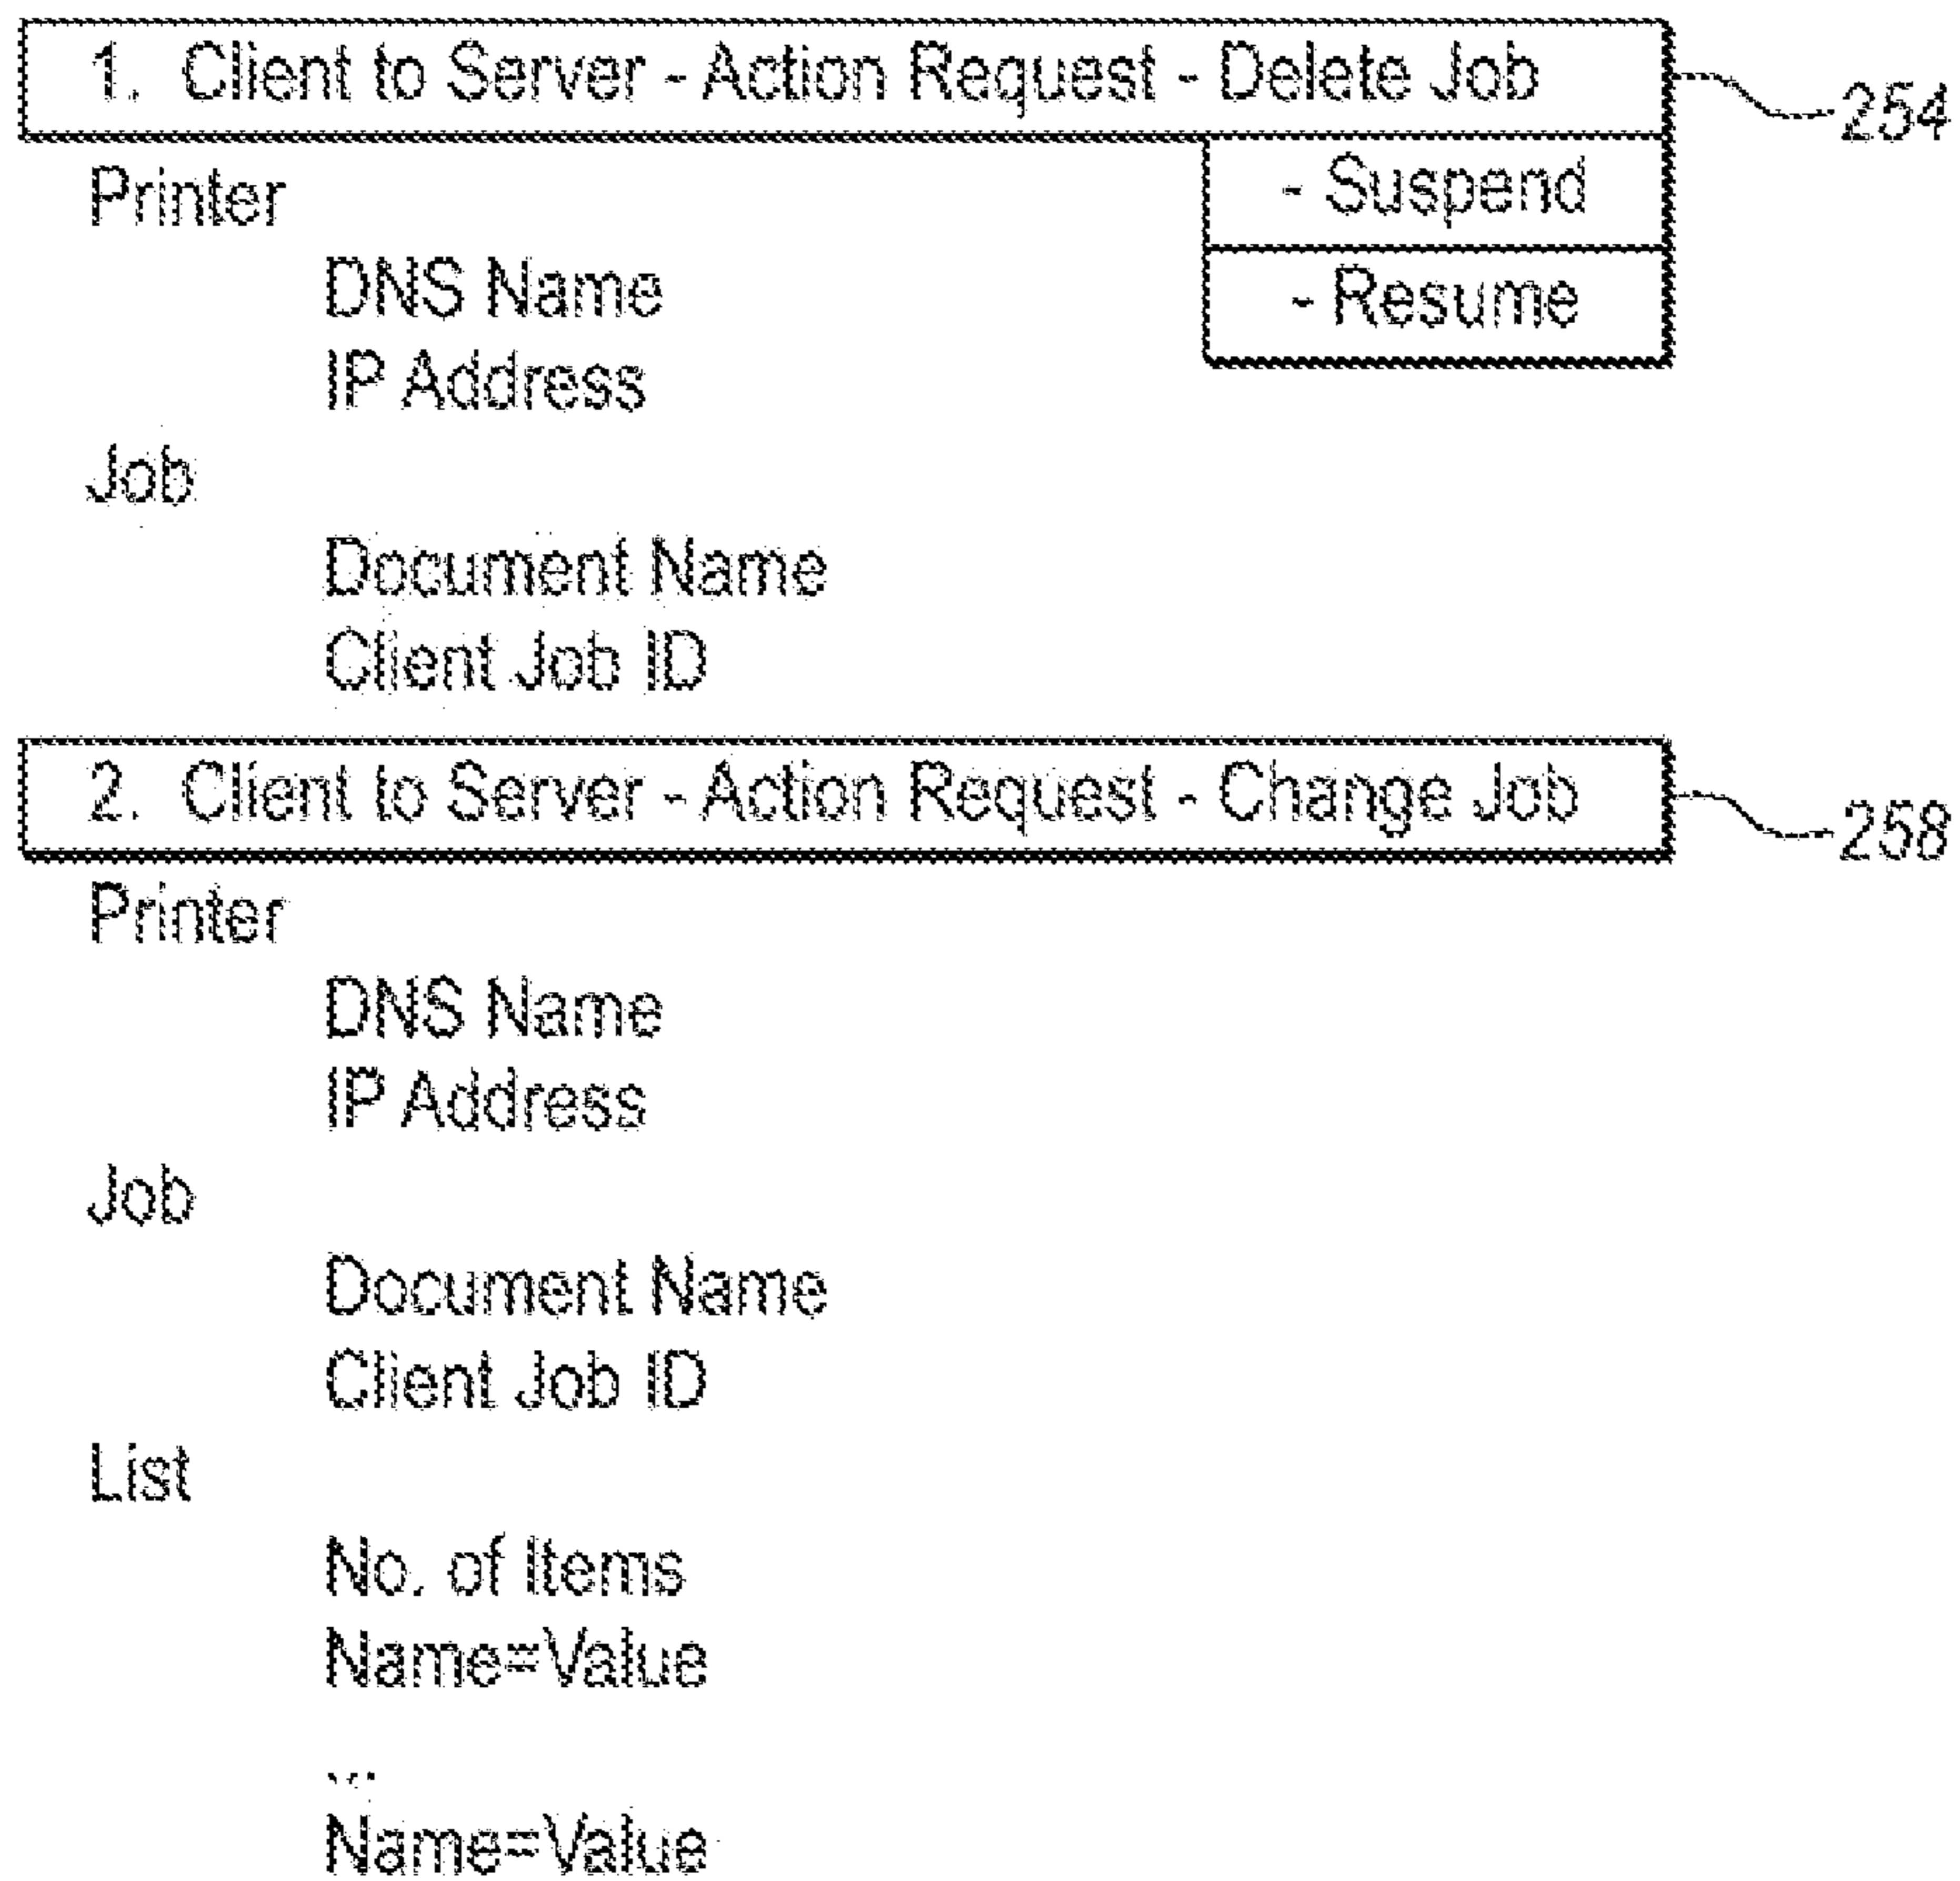 1. Client to Server - Action Request - Delete Job
254
- Suspend
Printer
DNS Name
- Resume
IP Address
Job
Document Name
Client Job ID
2. Client to Server - Action Request - Change Job
258
Printer
DNS Name
IP Address
Job
Document Name
Client Job ID
List
No. of Items
Name=Value
...
Name=Value